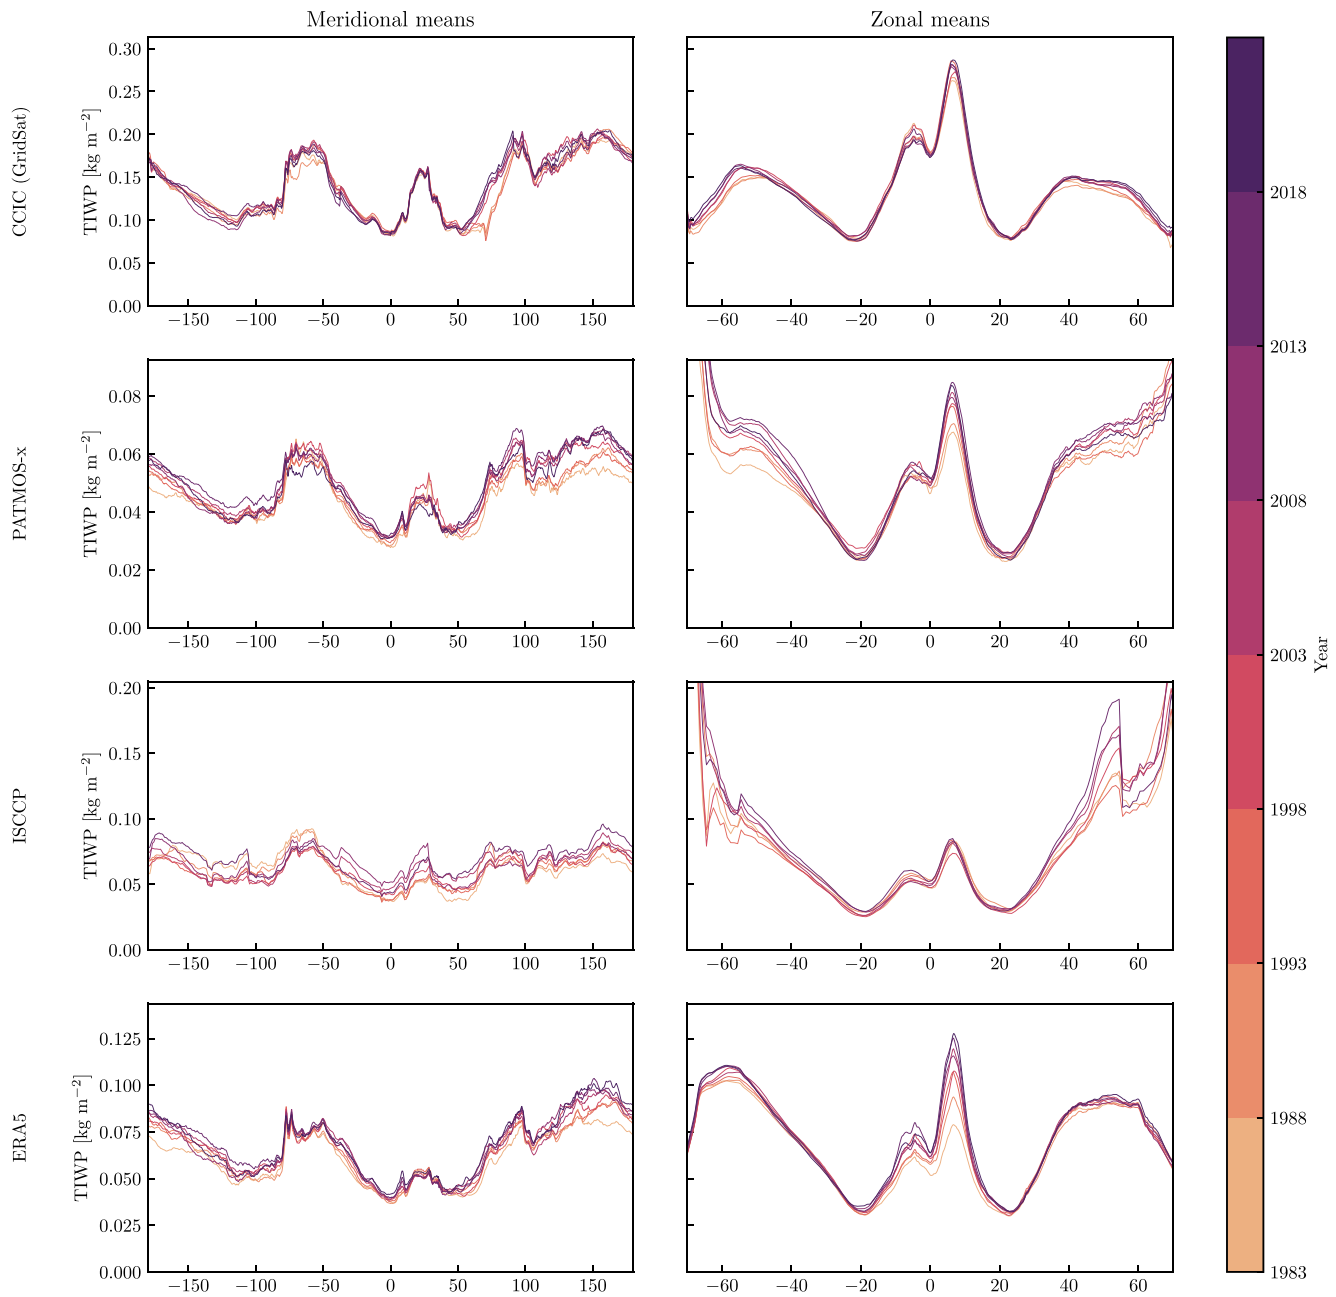 Meridional means
Zonal means
CCIC (GridSat)
TIWP [kg m−2]
0.30
0.25
0.20
0.15
0.10
0.05
0.00
−150 −100 −50 0 50 100 150
−60 −40 −20 0 20 40 60
PATMOS-x
TIWP [kg m−2]
0.08
0.06
0.04
0.02
0.00
−150 −100 −50 0 50 100 150
−60 −40 −20 0 20 40 60
ISCCP
TIWP [kg m−2]
0.20
0.15
0.10
0.05
0.00
−150 −100 −50 0 50 100 150
−60 −40 −20 0 20 40 60
ERA5
TIWP [kg m−2]
0.125
0.100
0.075
0.050
0.025
0.000
−150 −100 −50 0 50 100 150
−60 −40 −20 0 20 40 60
2018
2013
2008
2003
1998
1993
1988
1983
Year